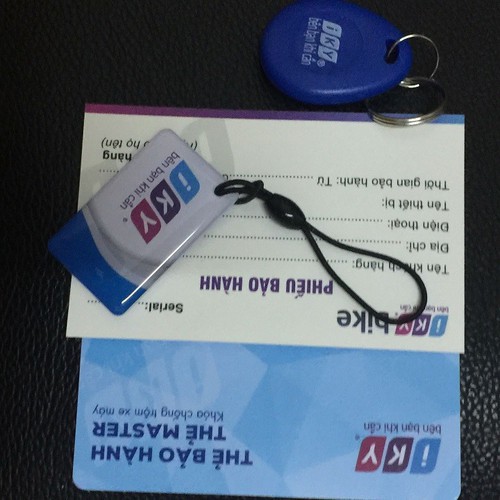 iKY®
bên bạn khi cần
iKY®
bên bạn khi cần
iKY bike
bên bạn khi cần
PHIẾU BẢO HÀNH
Serial:
Tên khách hàng:
Địa chỉ:
Điện thoại:
Tên thiết bị:
Thời gian bảo hành: Từ
hàng
họ tên)
iKY®
bên bạn khi cần
THẺ BẢO HÀNH
THẺ MASTER
Khóa chống trộm xe máy